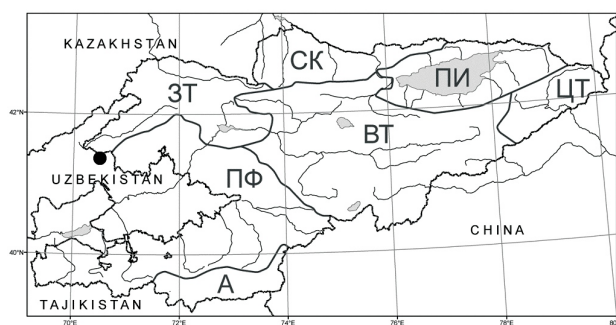 KAZAKHSTAN
СК
ПИ
ЗТ
ЦТ
42°N
ВТ
UZBEKISTAN
ПФ
CHINA
40°N
А
TAJIKISTAN
70°E
72°E
74°E
76°E
78°E